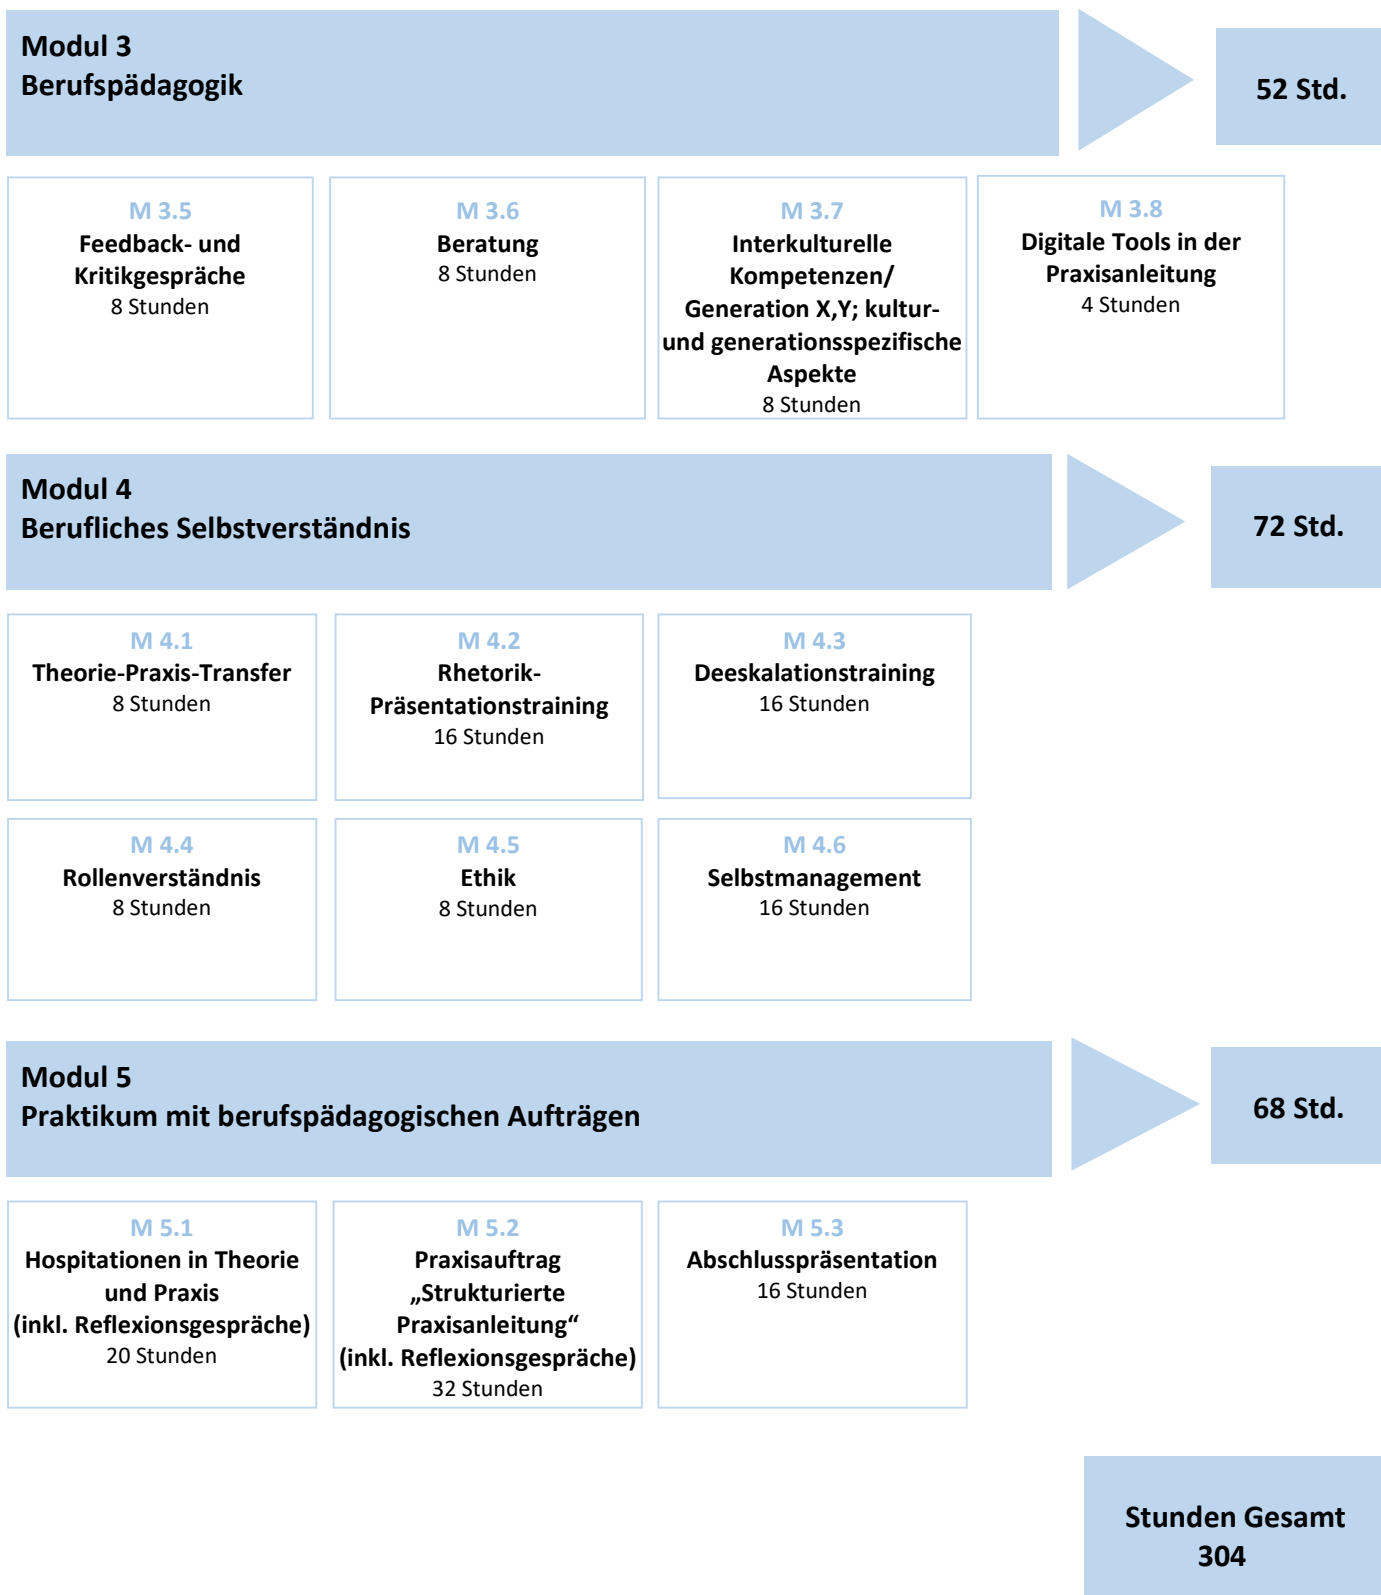 Modul 3
Berufspädagogik
52 Std.
M 3.5
Feedback- und
Kritikgespräche
8 Stunden
M 3.6
Beratung
8 Stunden
M 3.7
Interkulturelle
Kompetenzen/
Generation X,Y; kultur-
und generationsspezifische
Aspekte
8 Stunden
M 3.8
Digitale Tools in der
Praxisanleitung
4 Stunden
Modul 4
Berufliches Selbstverständnis
72 Std.
M 4.1
Theorie-Praxis-Transfer
8 Stunden
M 4.2
Rhetorik-
Präsentationstraining
16 Stunden
M 4.3
Deeskalationstraining
16 Stunden
M 4.4
Rollenverständnis
8 Stunden
M 4.5
Ethik
8 Stunden
M 4.6
Selbstmanagement
16 Stunden
Modul 5
Praktikum mit berufspädagogischen Aufträgen
68 Std.
M 5.1
Hospitationen in Theorie
und Praxis
(inkl. Reflexionsgespräche)
20 Stunden
M 5.2
Praxisauftrag
„Strukturierte
Praxisanleitung“
(inkl. Reflexionsgespräche)
32 Stunden
M 5.3
Abschlusspräsentation
16 Stunden
Stunden Gesamt
304